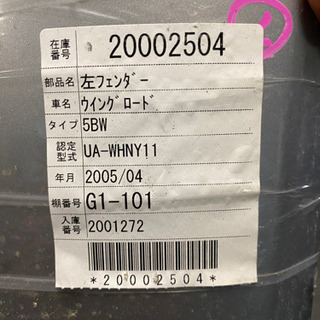 在庫番号 20002504
部品名 左フェンダー
車名 ウイングロード
タイプ 5BW
認定型式 UA-WHNY11
年月 2005/04
棚番号 G1-101
入庫番号 2001272
*20002504*